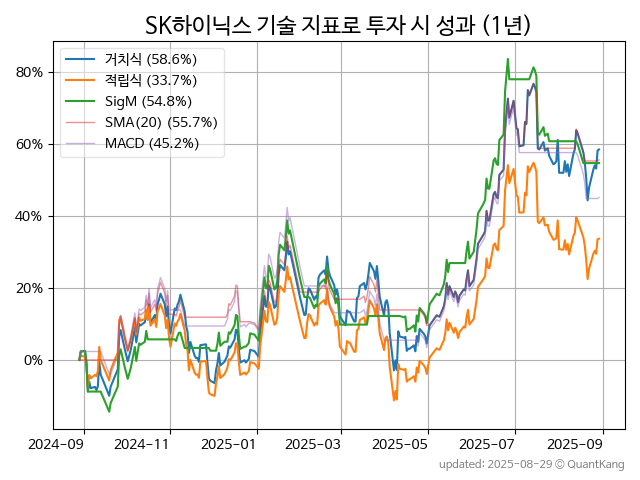 SK하이닉스 기술 지표로 투자 시 성과 (1년)
거치식 (58.6%)
적립식 (33.7%)
SigM (54.8%)
SMA(20) (55.7%)
MACD (45.2%)
80%
60%
40%
20%
0%
2024-09 2024-11 2025-01 2025-03 2025-05 2025-07 2025-09
updated: 2025-08-29 © QuantKang